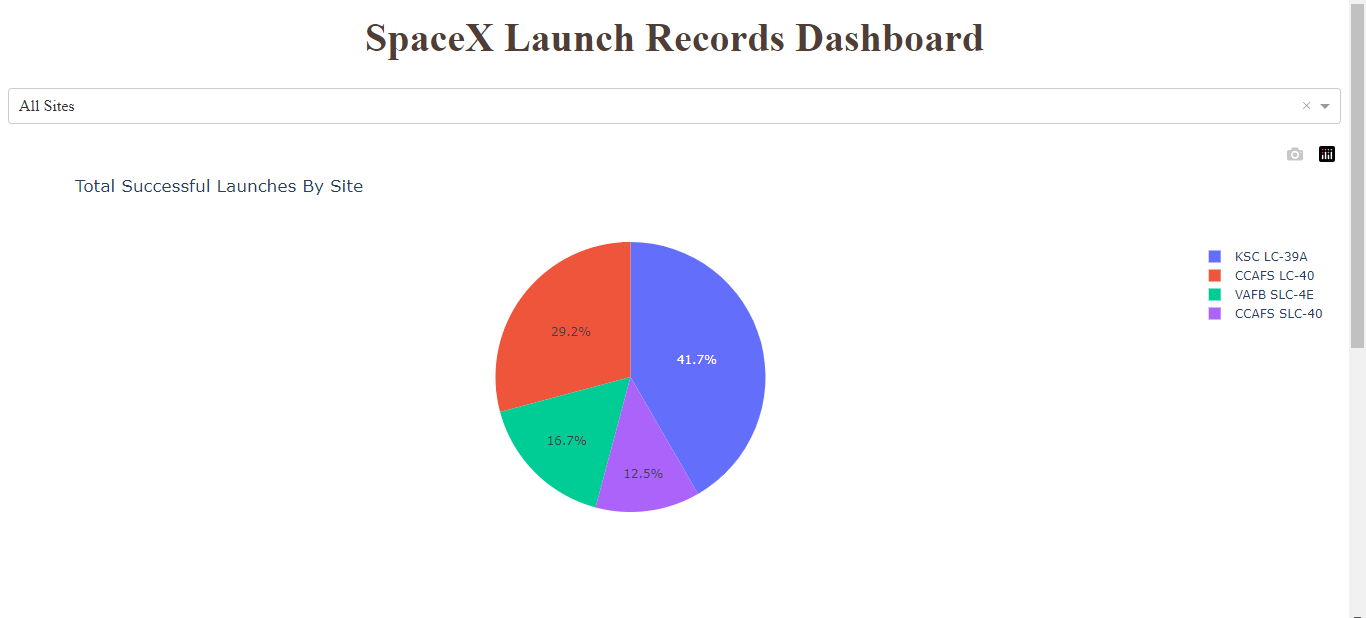 SpaceX Launch Records Dashboard
All Sites
Total Successful Launches By Site
KSC LC-39A
CCAFS LC-40
VAFB SLC-4E
CCAFS SLC-40
29.2%
41.7%
16.7%
12.5%